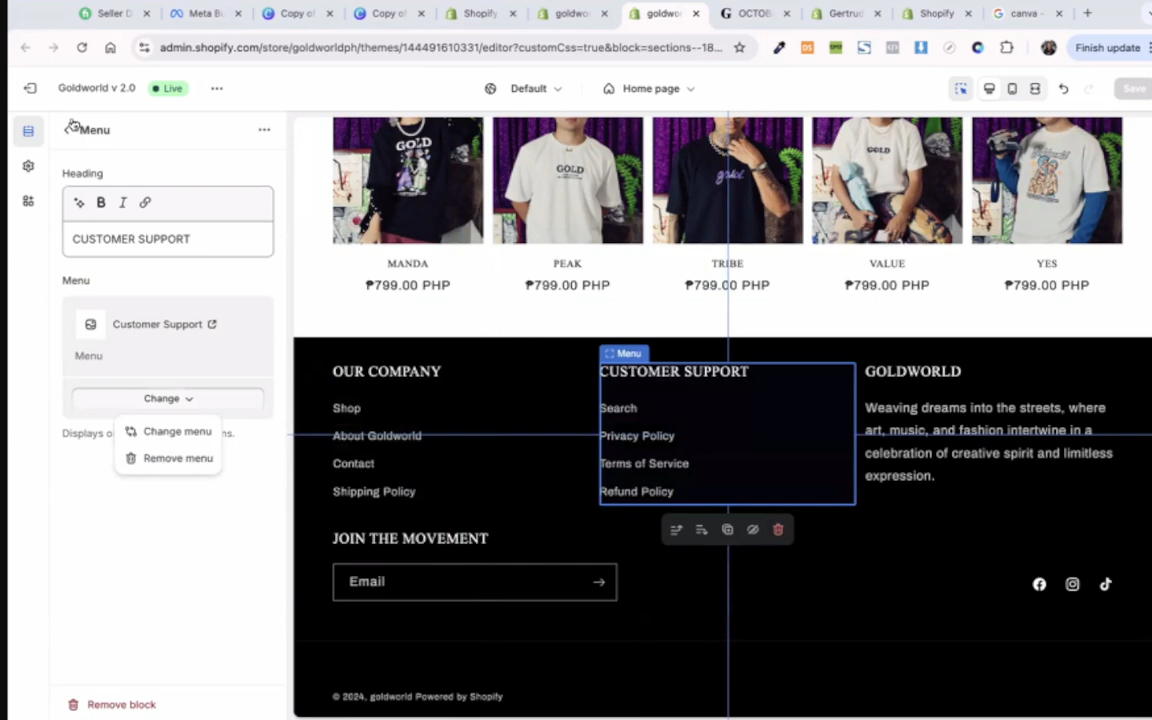 Seller D
Meta B
Copy o
Copy o
Shopify
goldwo
goldwo
OCTOB
Gertru
Shopify
canva -
admin.shopify.com/store/goldworldph/themes/144491610331/editor?customCss=true&block=sections--18...
Finish update
Goldworld v 2.0
Live
Default
Home page
Save
Menu
Heading
B I
CUSTOMER SUPPORT
Menu
Customer Support
Menu
Change
Change menu
Remove menu
Displays o
ns.
Remove block
GOLD
GOLD
gold
GOLD
MANDA
PEAK
TRIBE
VALUE
YES
₱799.00 PHP
₱799.00 PHP
₱799.00 PHP
₱799.00 PHP
₱799.00 PHP
Menu
OUR COMPANY
Shop
About Goldworld
Contact
Shipping Policy
CUSTOMER SUPPORT
Search
Privacy Policy
Terms of Service
Refund Policy
GOLDWORLD
Weaving dreams into the streets, where
art, music, and fashion intertwine in a
celebration of creative spirit and limitless
expression.
JOIN THE MOVEMENT
Email
© 2024, goldworld Powered by Shopify